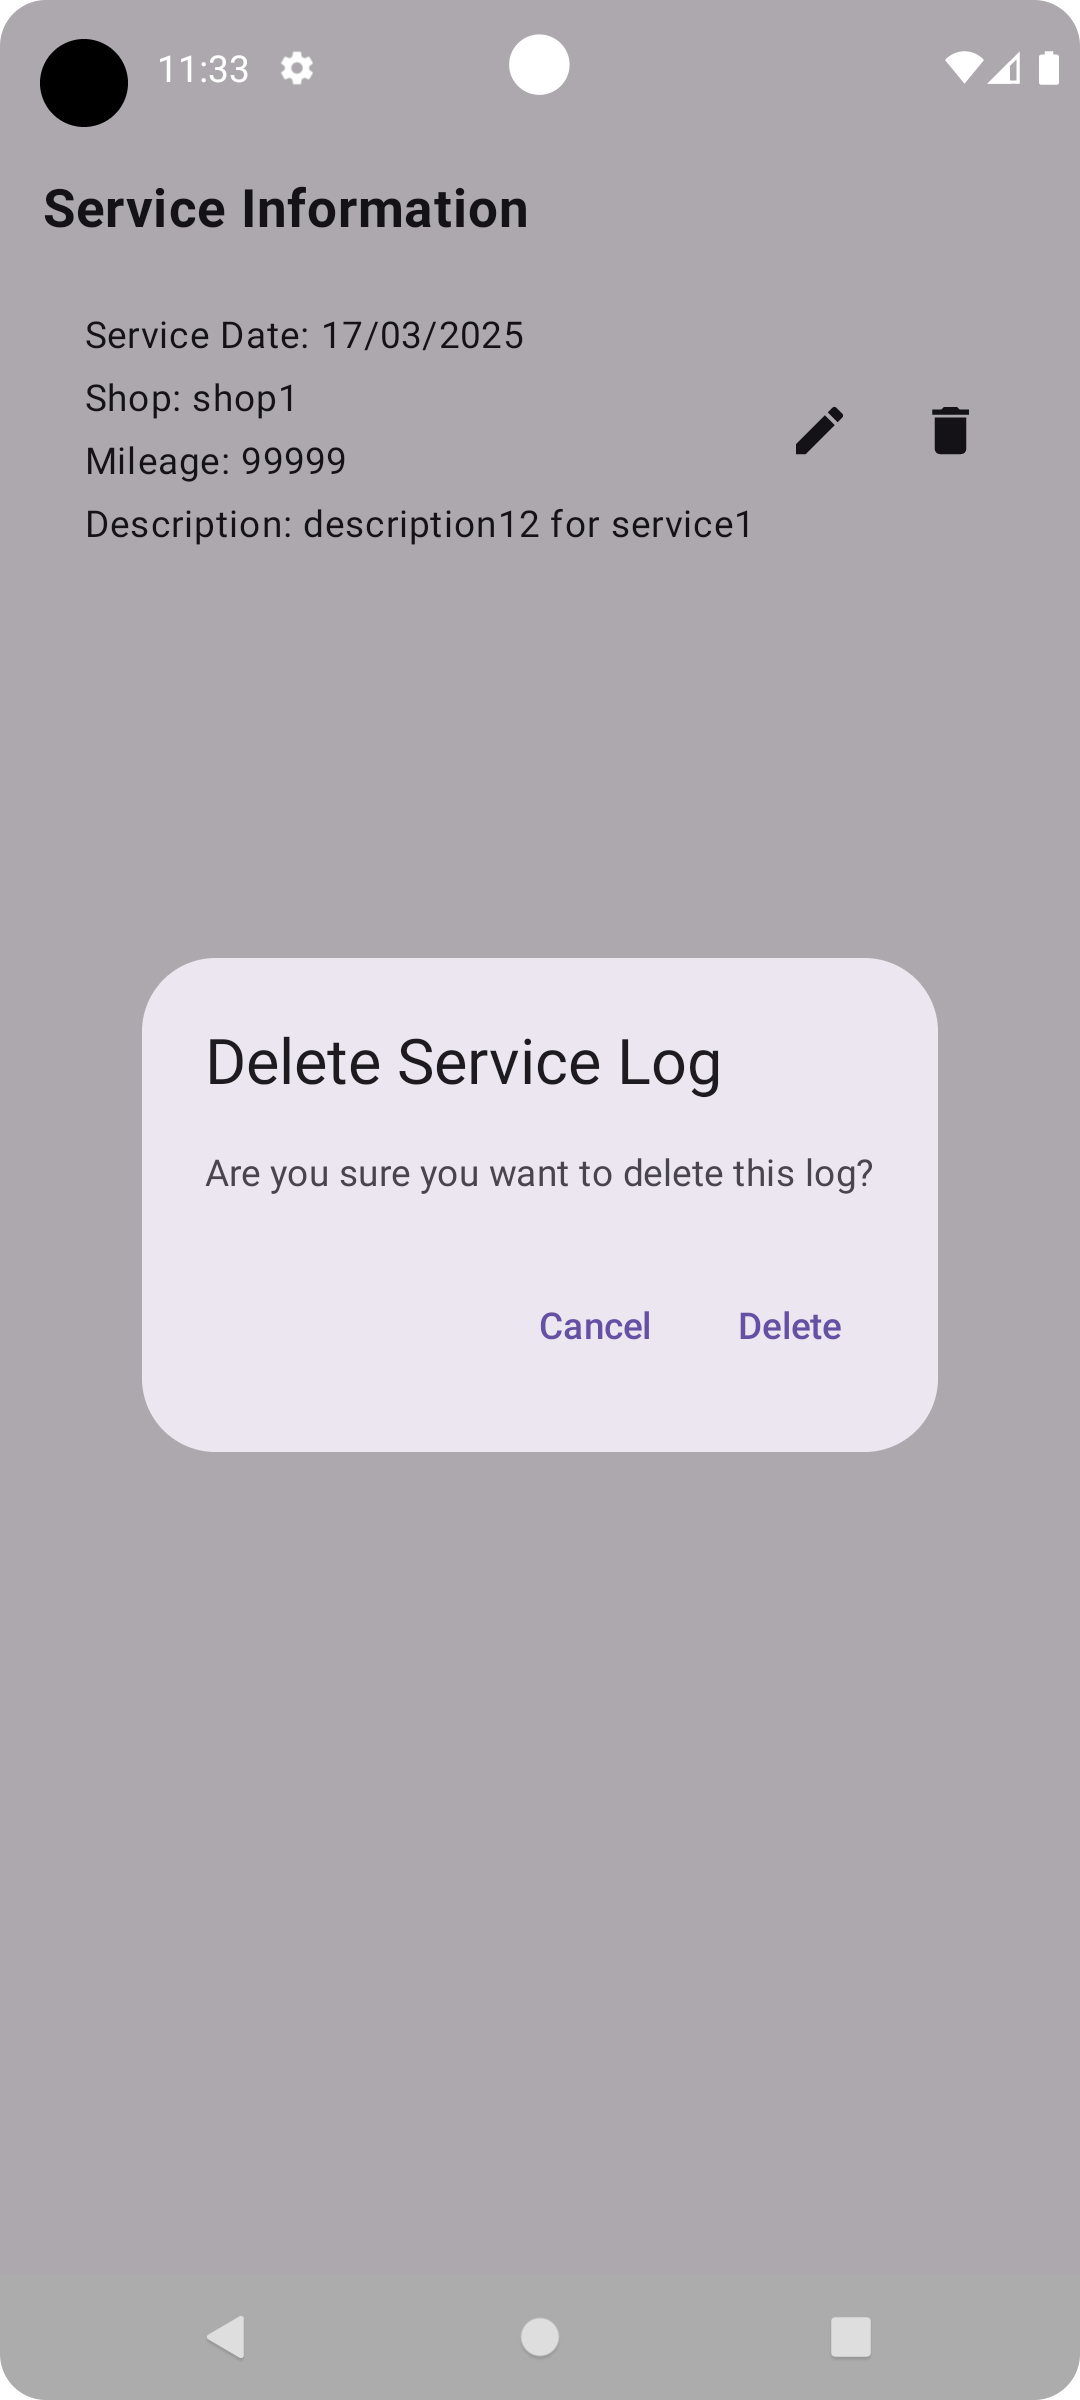 11:33
Service Information
Service Date: 17/03/2025
Shop: shop1
Mileage: 99999
Description: description12 for service1
Delete Service Log
Are you sure you want to delete this log?
Cancel Delete